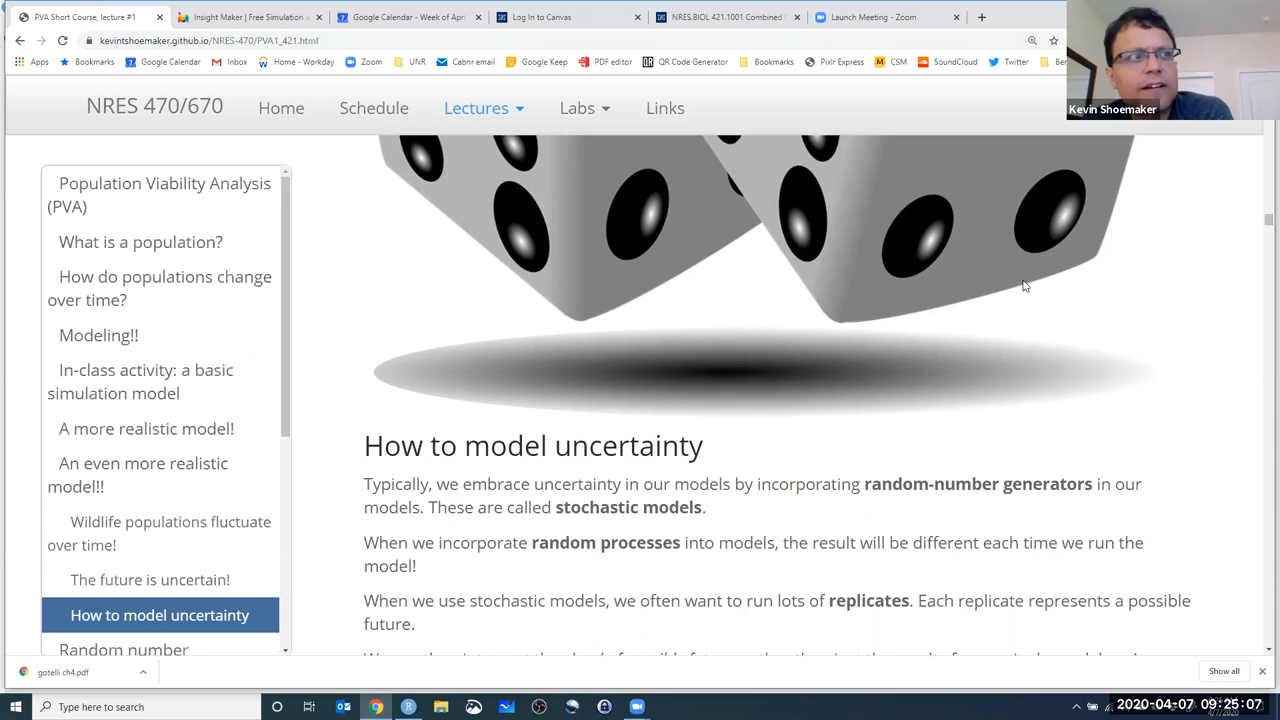 PVA Short Course, lecture #1
Insight Maker | Free Simulation a
Google Calendar - Week of Apri
Log In to Canvas
NRES.BIOL 421.1001 Combined (
Launch Meeting - Zoom
kevintshoemaker.github.io/NRES-470/PVA1_421.html
Apps
Bookmarks
Google Calendar
Inbox
Home - Workday
Zoom
UNR
Cabnr email
Google Keep
PDF editor
QR Code Generator
Bookmarks
Pixlr Express
CSM
SoundCloud
Twitter
Ber
Kevin Shoemaker
NRES 470/670
Home
Schedule
Lectures
Labs
Links
Population Viability Analysis
(PVA)
What is a population?
How do populations change
over time?
Modeling!!
In-class activity: a basic
simulation model
A more realistic model!
An even more realistic
model!!
Wildlife populations fluctuate
over time!
The future is uncertain!
How to model uncertainty
Random number
How to model uncertainty
Typically, we embrace uncertainty in our models by incorporating random-number generators in our
models. These are called stochastic models.
When we incorporate random processes into models, the result will be different each time we run the
model!
When we use stochastic models, we often want to run lots of replicates. Each replicate represents a possible
future.
gotelli ch4.pdf
Show all
Type here to search
2020-04-07 09:25:07